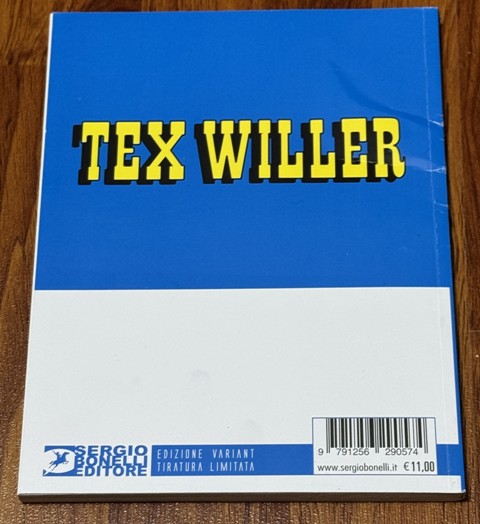 TEX WILLER
SERGIO
BONELLI
EDITORE
EDIZIONE VARIANT
TIRATURA LIMITATA
9 791256 290574
www.sergiobonelli.it €11,00